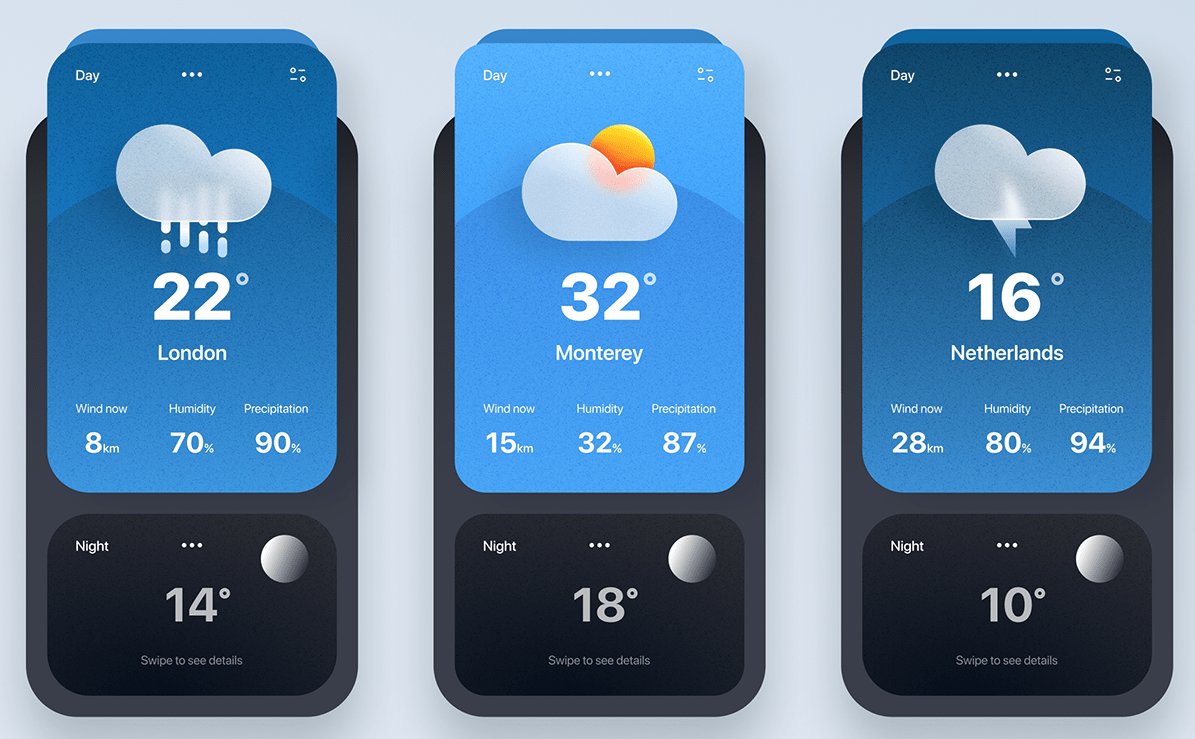 Day
22°
London
Wind now Humidity Precipitation
8km 70% 90%
Night
14°
Swipe to see details
Day
32°
Monterey
Wind now Humidity Precipitation
15km 32% 87%
Night
18°
Swipe to see details
Day
16°
Netherlands
Wind now Humidity Precipitation
28km 80% 94%
Night
10°
Swipe to see details